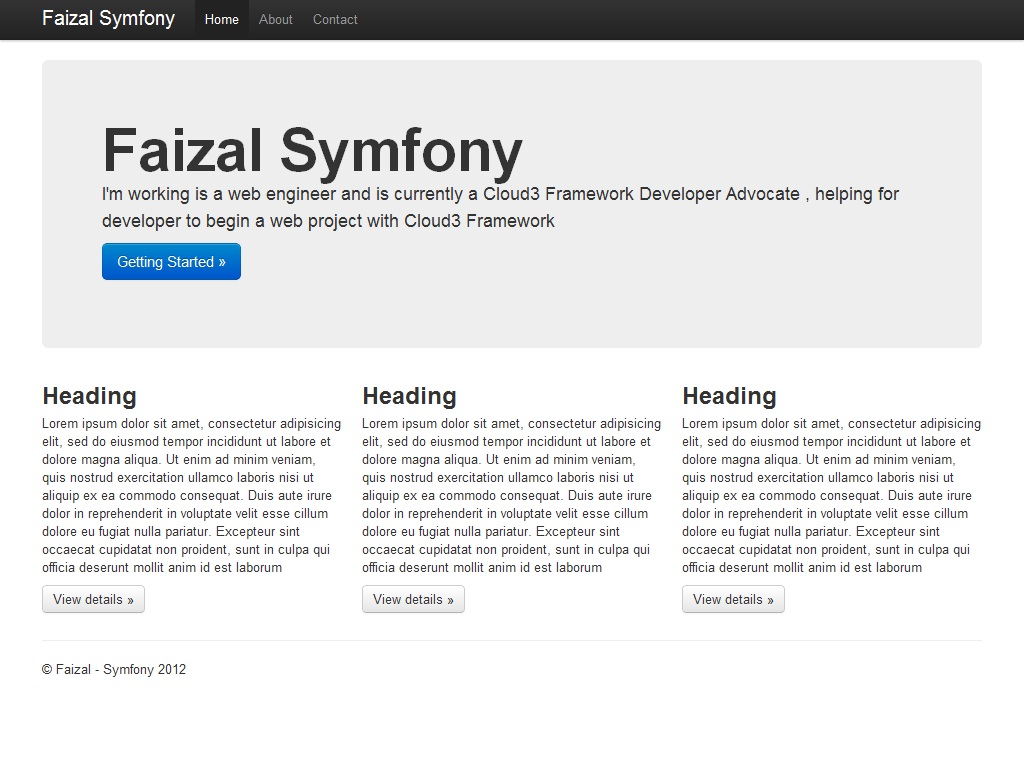 Faizal Symfony Home About Contact
Faizal Symfony
I'm working is a web engineer and is currently a Cloud3 Framework Developer Advocate , helping for
developer to begin a web project with Cloud3 Framework
Getting Started »
Heading
Lorem ipsum dolor sit amet, consectetur adipisicing
elit, sed do eiusmod tempor incididunt ut labore et
dolore magna aliqua. Ut enim ad minim veniam,
quis nostrud exercitation ullamco laboris nisi ut
aliquip ex ea commodo consequat. Duis aute irure
dolor in reprehenderit in voluptate velit esse cillum
dolore eu fugiat nulla pariatur. Excepteur sint
occaecat cupidatat non proident, sunt in culpa qui
officia deserunt mollit anim id est laborum
View details »
Heading
Lorem ipsum dolor sit amet, consectetur adipisicing
elit, sed do eiusmod tempor incididunt ut labore et
dolore magna aliqua. Ut enim ad minim veniam,
quis nostrud exercitation ullamco laboris nisi ut
aliquip ex ea commodo consequat. Duis aute irure
dolor in reprehenderit in voluptate velit esse cillum
dolore eu fugiat nulla pariatur. Excepteur sint
occaecat cupidatat non proident, sunt in culpa qui
officia deserunt mollit anim id est laborum
View details »
Heading
Lorem ipsum dolor sit amet, consectetur adipisicing
elit, sed do eiusmod tempor incididunt ut labore et
dolore magna aliqua. Ut enim ad minim veniam,
quis nostrud exercitation ullamco laboris nisi ut
aliquip ex ea commodo consequat. Duis aute irure
dolor in reprehenderit in voluptate velit esse cillum
dolore eu fugiat nulla pariatur. Excepteur sint
occaecat cupidatat non proident, sunt in culpa qui
officia deserunt mollit anim id est laborum
View details »
© Faizal - Symfony 2012